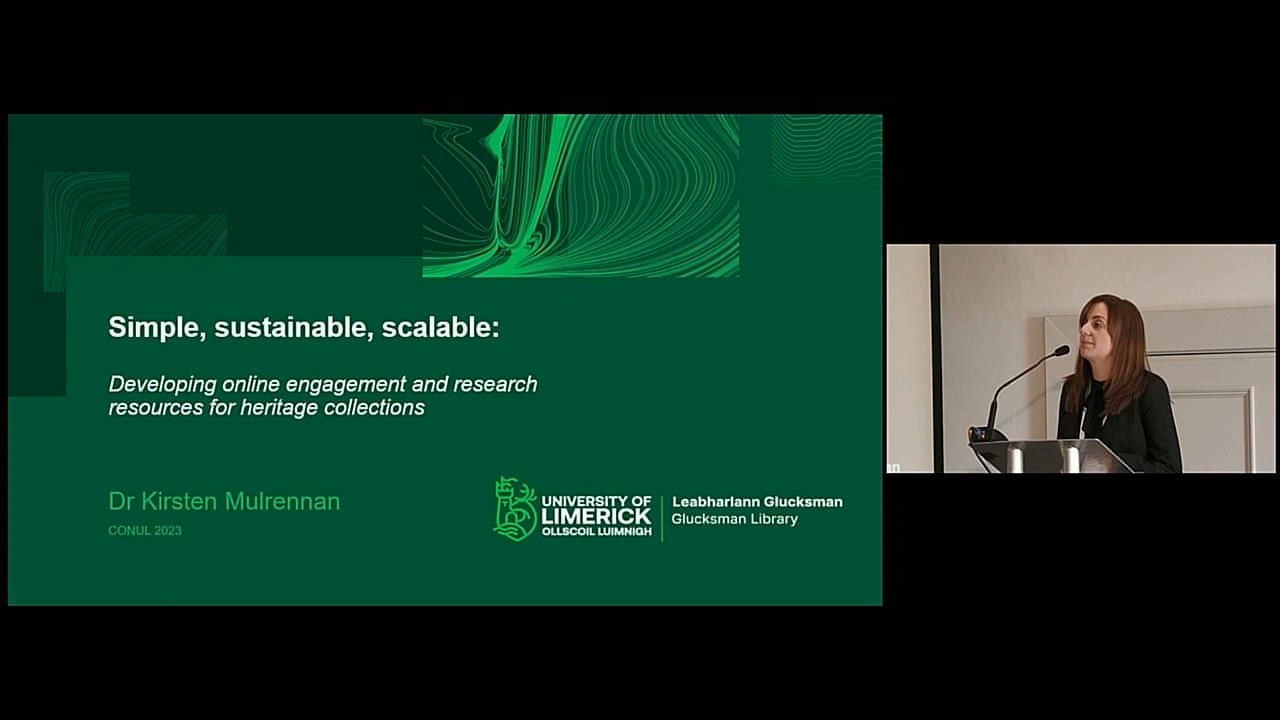 Simple, sustainable, scalable:
Developing online engagement and research
resources for heritage collections
Dr Kirsten Mulrennan
CONUL 2023
UNIVERSITY OF
LIMERICK
OLLSCOIL LUIMNIGH
Leabharlann Glucksman
Glucksman Library